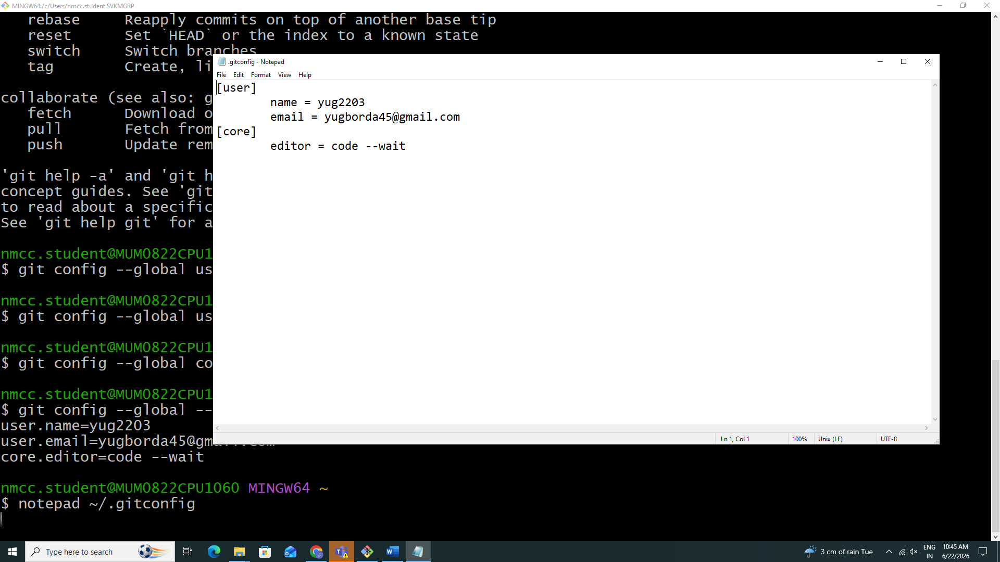 MINGW64:/c/Users/nmcc.student.SVKMGRP
rebase Reapply commits on top of another base tip
reset Set `HEAD` or the index to a known state
switch Switch branches
tag Create, li
collaborate (see also: g
fetch Download o
pull Fetch from
push Update rem
'git help -a' and 'git h
concept guides. See 'git
to read about a specific
See 'git help git' for a
nmcc.student@MUM0822CPU1
$ git config --global us
nmcc.student@MUM0822CPU1
$ git config --global us
nmcc.student@MUM0822CPU1
$ git config --global co
nmcc.student@MUM0822CPU1
$ git config --global --
user.name=yug2203
user.email=yugborda45@gmail.com
core.editor=code --wait
nmcc.student@MUM0822CPU1060 MINGW64 ~
$ notepad ~/.gitconfig
.gitconfig - Notepad
File Edit Format View Help
[user]
name = yug2203
email = yugborda45@gmail.com
[core]
editor = code --wait
Ln 1, Col 1 100% Unix (LF) UTF-8
Type here to search
3 cm of rain Tue
ENG
IN
10:45 AM
6/22/2026